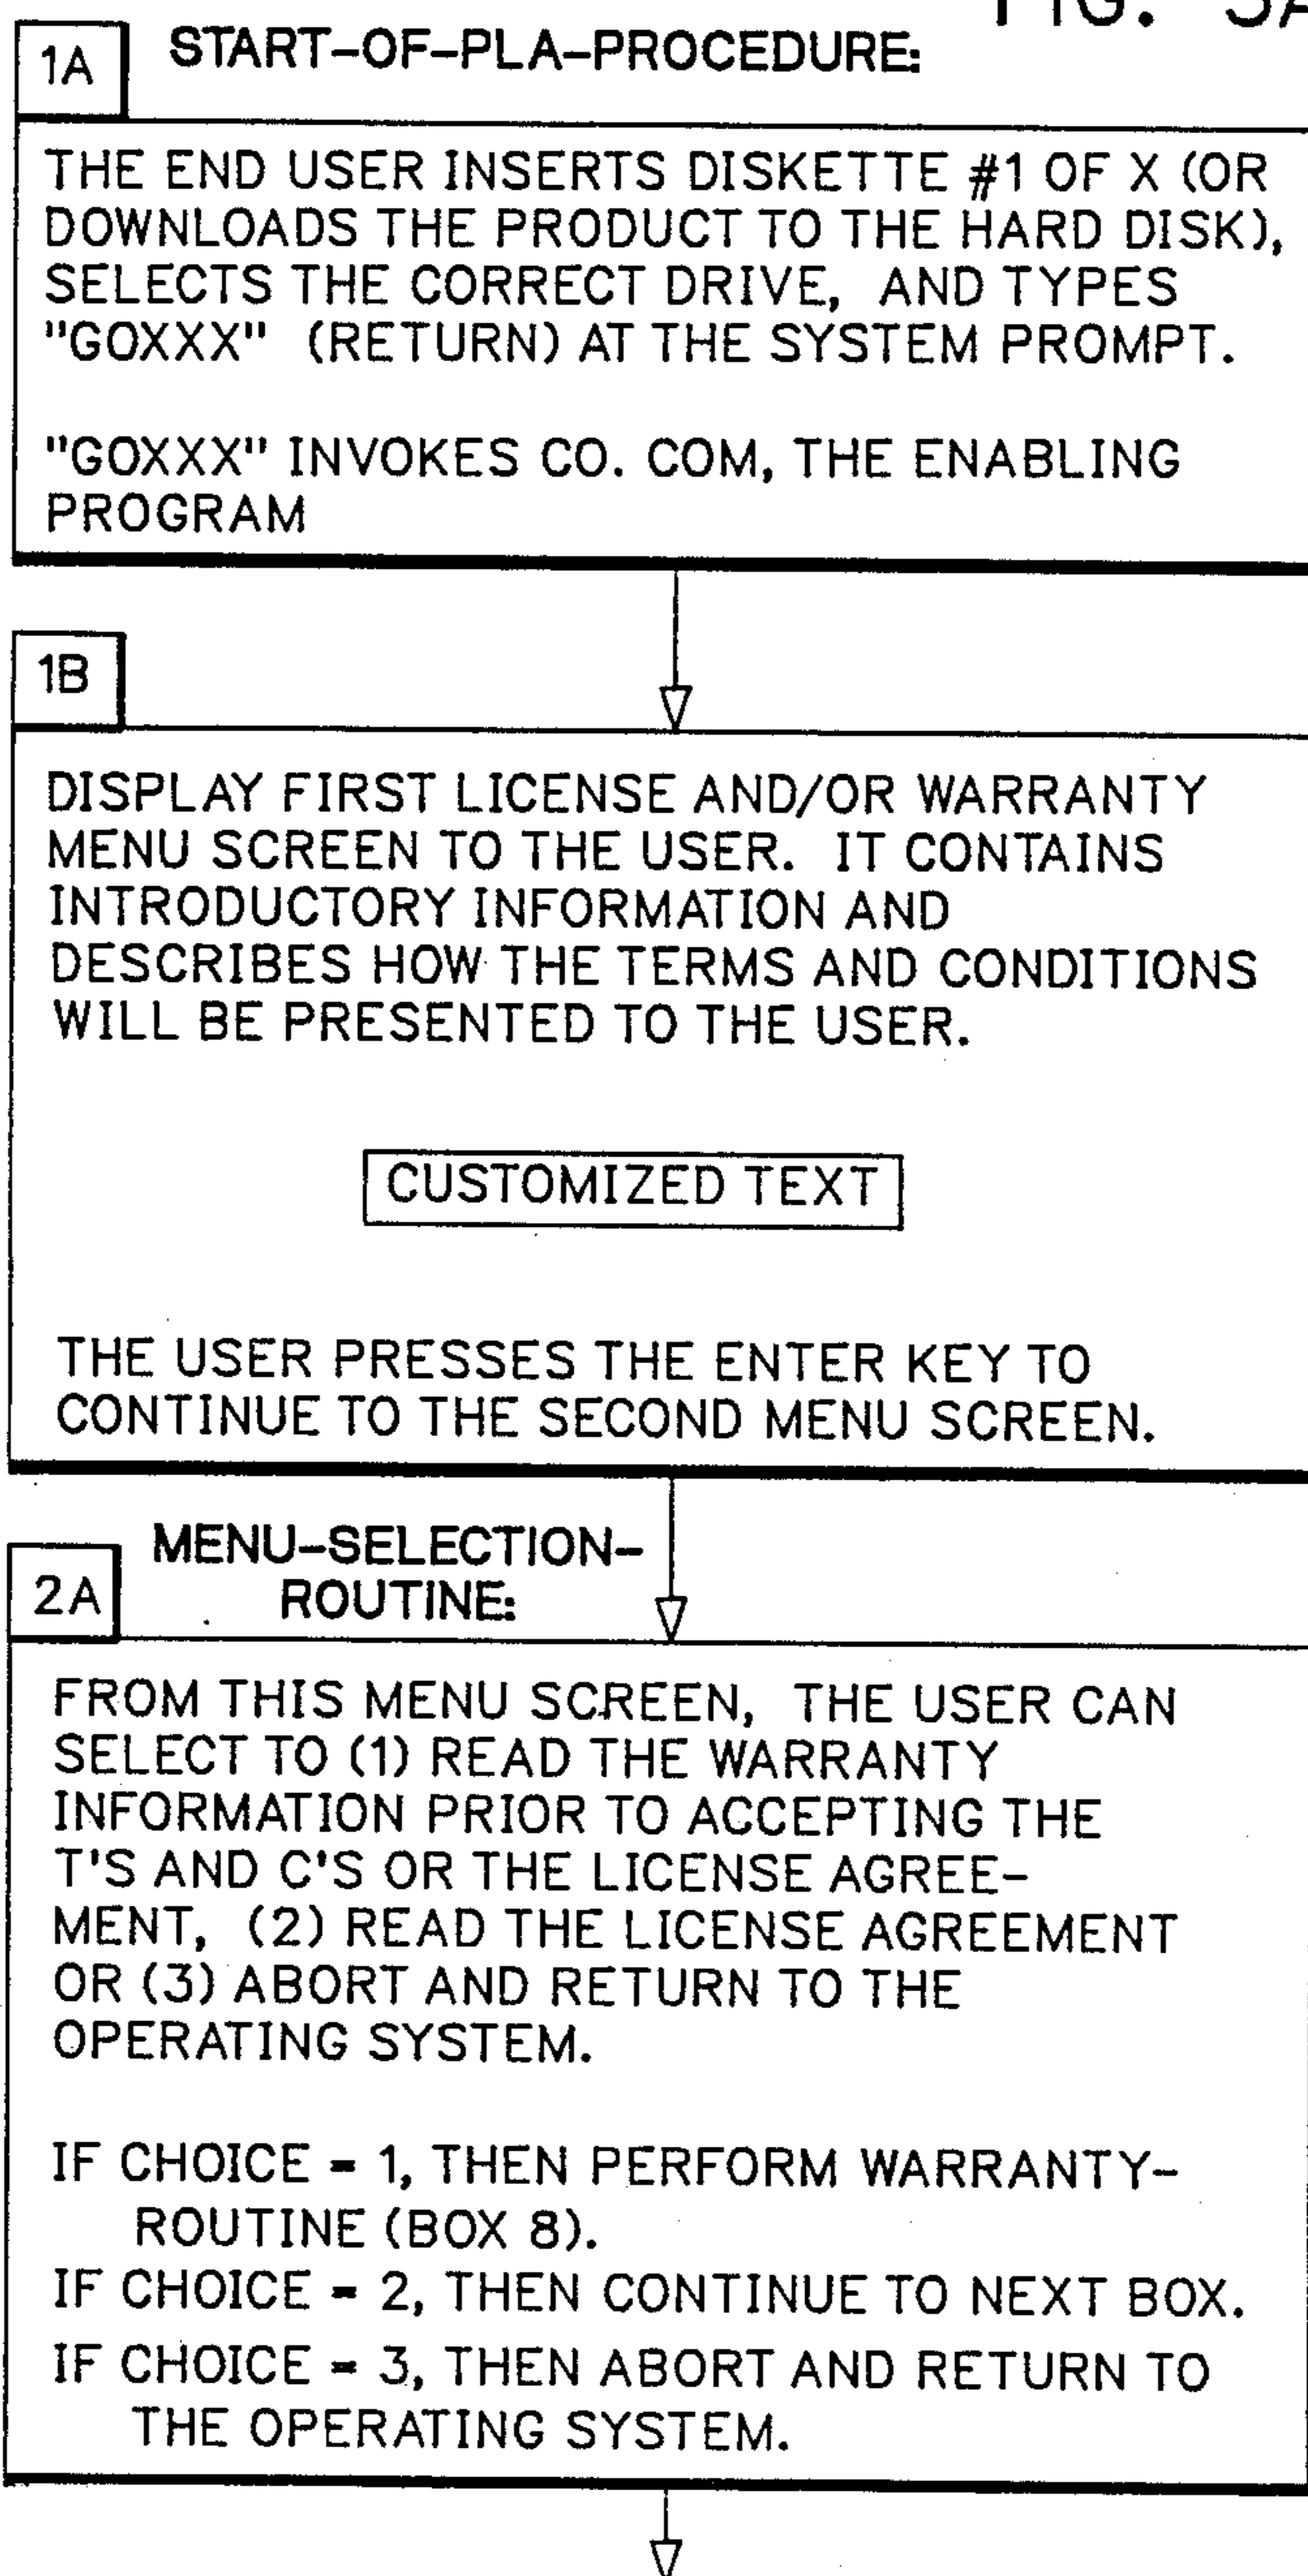 FIG. 3A
1A
START-OF-PLA-PROCEDURE:
THE END USER INSERTS DISKETTE #1 OF X (OR
DOWNLOADS THE PRODUCT TO THE HARD DISK),
SELECTS THE CORRECT DRIVE, AND TYPES
"GOXXX" (RETURN) AT THE SYSTEM PROMPT.
"GOXXX" INVOKES CO. COM, THE ENABLING
PROGRAM
1B
DISPLAY FIRST LICENSE AND/OR WARRANTY
MENU SCREEN TO THE USER. IT CONTAINS
INTRODUCTORY INFORMATION AND
DESCRIBES HOW THE TERMS AND CONDITIONS
WILL BE PRESENTED TO THE USER.
CUSTOMIZED TEXT
THE USER PRESSES THE ENTER KEY TO
CONTINUE TO THE SECOND MENU SCREEN.
2A
MENU-SELECTION-
ROUTINE:
FROM THIS MENU SCREEN, THE USER CAN
SELECT TO (1) READ THE WARRANTY
INFORMATION PRIOR TO ACCEPTING THE
T'S AND C'S OR THE LICENSE AGREE-
MENT, (2) READ THE LICENSE AGREEMENT
OR (3) ABORT AND RETURN TO THE
OPERATING SYSTEM.
IF CHOICE = 1, THEN PERFORM WARRANTY-
ROUTINE (BOX 8).
IF CHOICE = 2, THEN CONTINUE TO NEXT BOX.
IF CHOICE = 3, THEN ABORT AND RETURN TO
THE OPERATING SYSTEM.